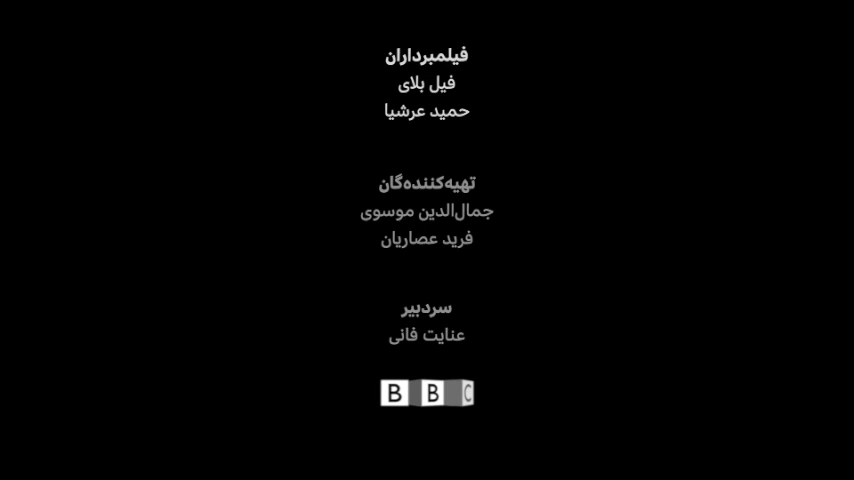 فیلمبرداران
فیل بلای
حمید عرشیا
تهیه‌کننده‌گان
جمال‌الدین موسوی
فرید عصاریان
سردبیر
عنایت فانی
BBC